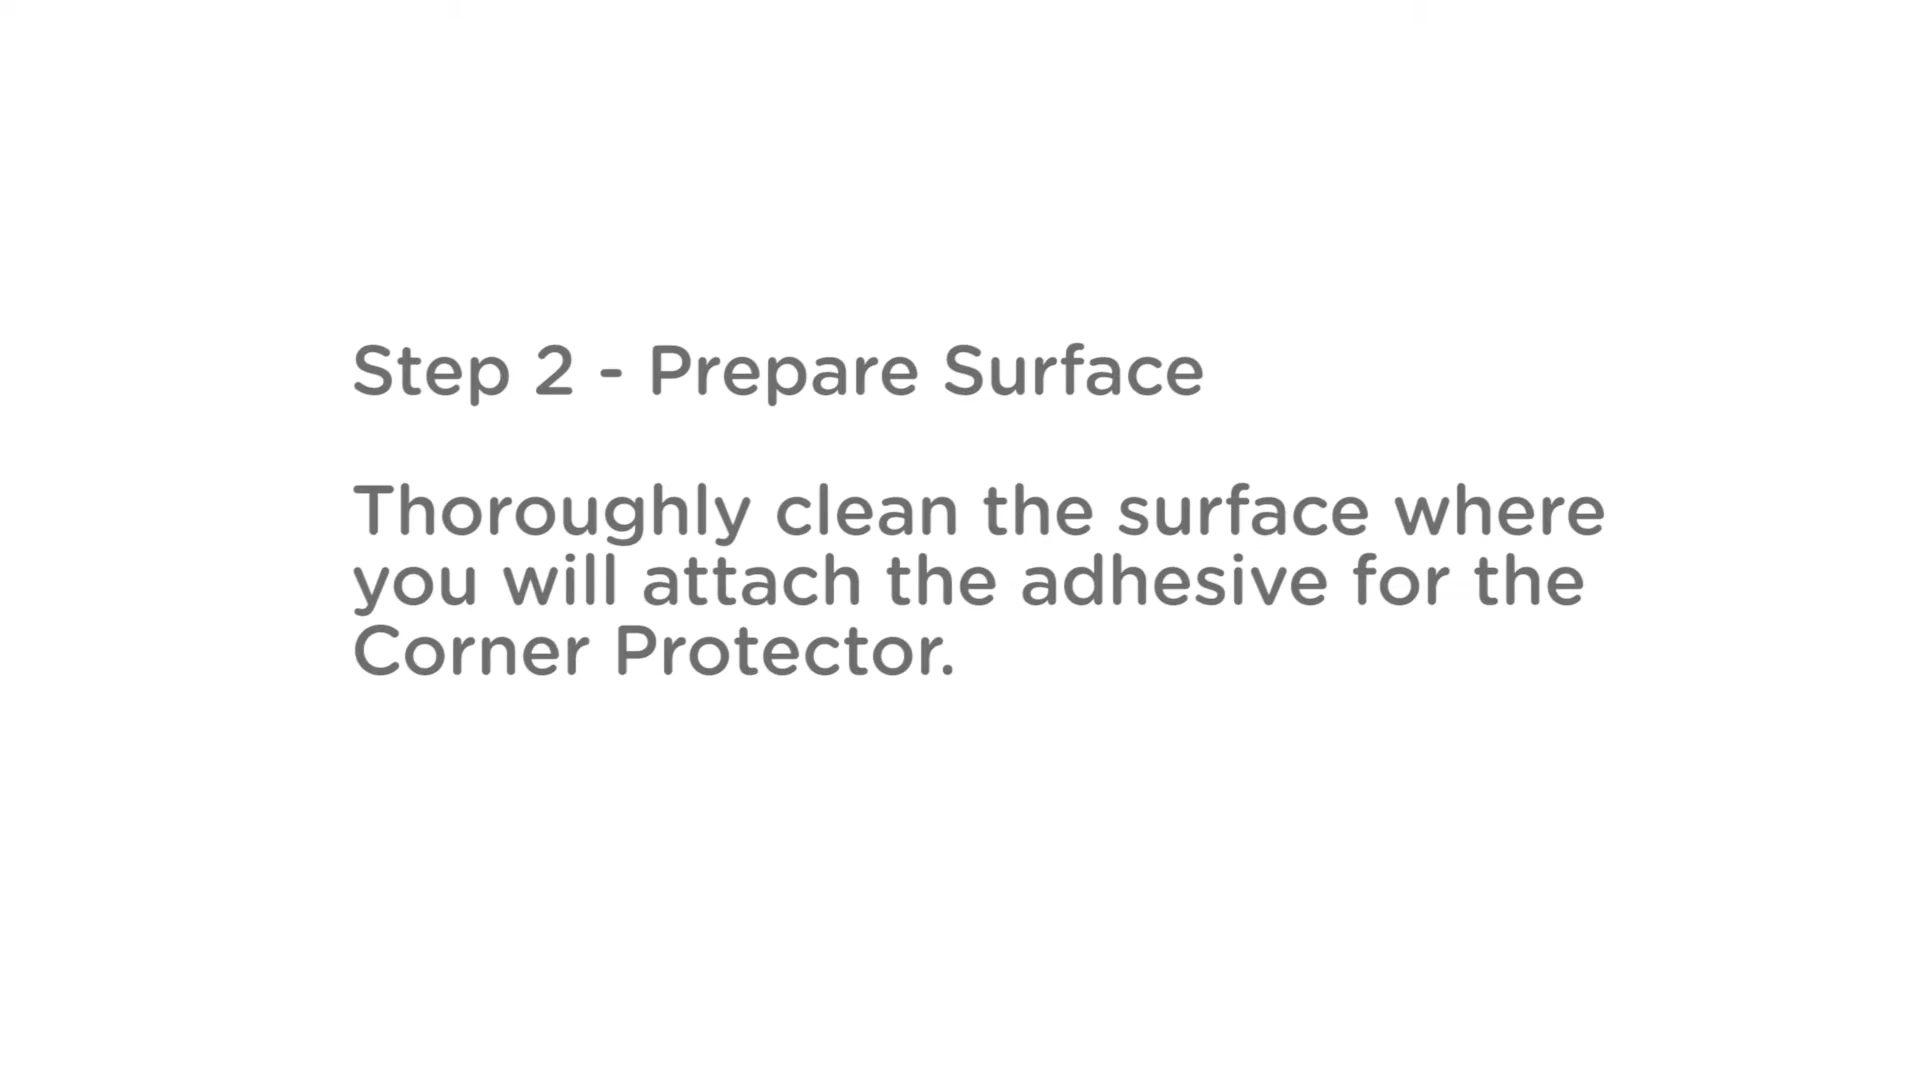 Step 2 - Prepare Surface
Thoroughly clean the surface where
you will attach the adhesive for the
Corner Protector.